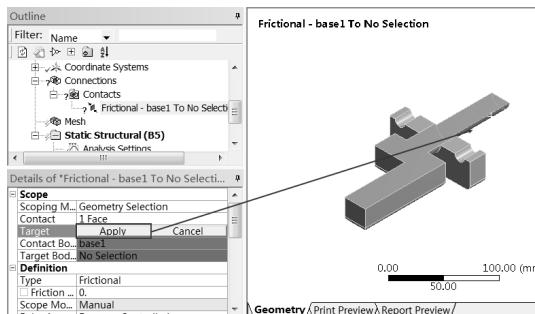 Outline
Filter: Name
Coordinate Systems
Connections
Contacts
Frictional - base1 To No Selecti
Mesh
Static Structural (B5)
Analysis Settings
Details of "Frictional - base1 To No Selecti...
Scope
Scoping M... Geometry Selection
Contact 1 Face
Target Apply Cancel
Contact Bo... base1
Target Bod... No Selection
Definition
Type Frictional
Friction ... 0.
Scope Mo... Manual
Frictional - base1 To No Selection
0.00 100.00 (mm
50.00
Geometry Print Preview Report Preview